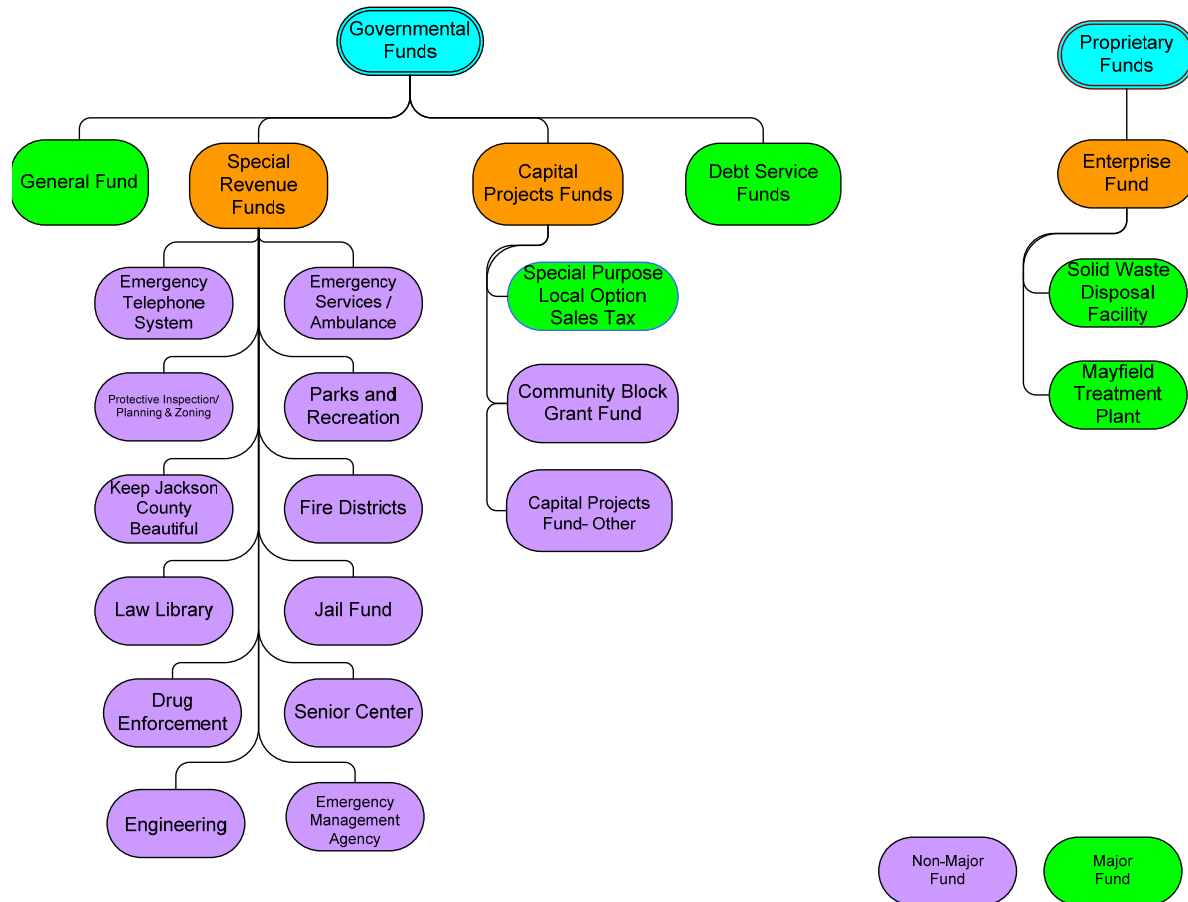 Governmental
Funds
Proprietary
Funds
General Fund
Special
Revenue
Funds
Capital
Projects Funds
Debt Service
Funds
Enterprise
Fund
Emergency
Telephone
System
Emergency
Services /
Ambulance
Special Purpose
Local Option
Sales Tax
Solid Waste
Disposal
Facility
Protective Inspection/
Planning & Zoning
Parks and
Recreation
Community Block
Grant Fund
Mayfield
Treatment
Plant
Keep Jackson
County
Beautiful
Fire Districts
Capital Projects
Fund- Other
Law Library
Jail Fund
Drug
Enforcement
Senior Center
Engineering
Emergency
Management
Agency
Non-Major
Fund
Major
Fund